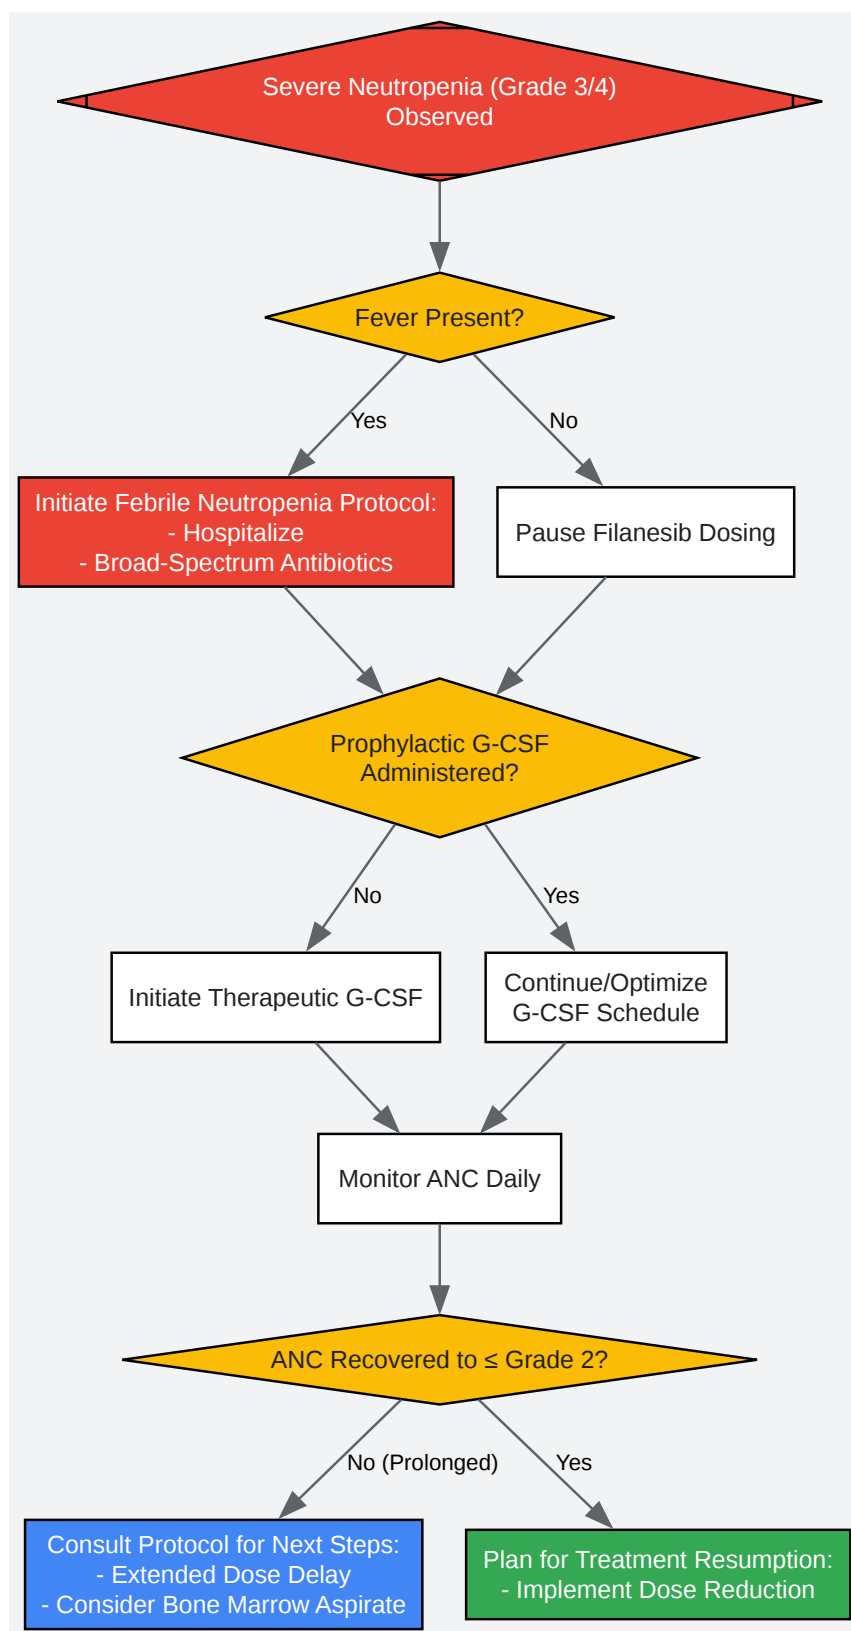 Severe Neutropenia (Grade 3/4)
Observed
Fever Present?
Yes
No
Initiate Febrile Neutropenia Protocol:
- Hospitalize
- Broad-Spectrum Antibiotics
Pause Filanesib Dosing
Prophylactic G-CSF
Administered?
No
Yes
Initiate Therapeutic G-CSF
Continue/Optimize
G-CSF Schedule
Monitor ANC Daily
ANC Recovered to ≤ Grade 2?
No (Prolonged)
Yes
Consult Protocol for Next Steps:
- Extended Dose Delay
- Consider Bone Marrow Aspirate
Plan for Treatment Resumption:
- Implement Dose Reduction